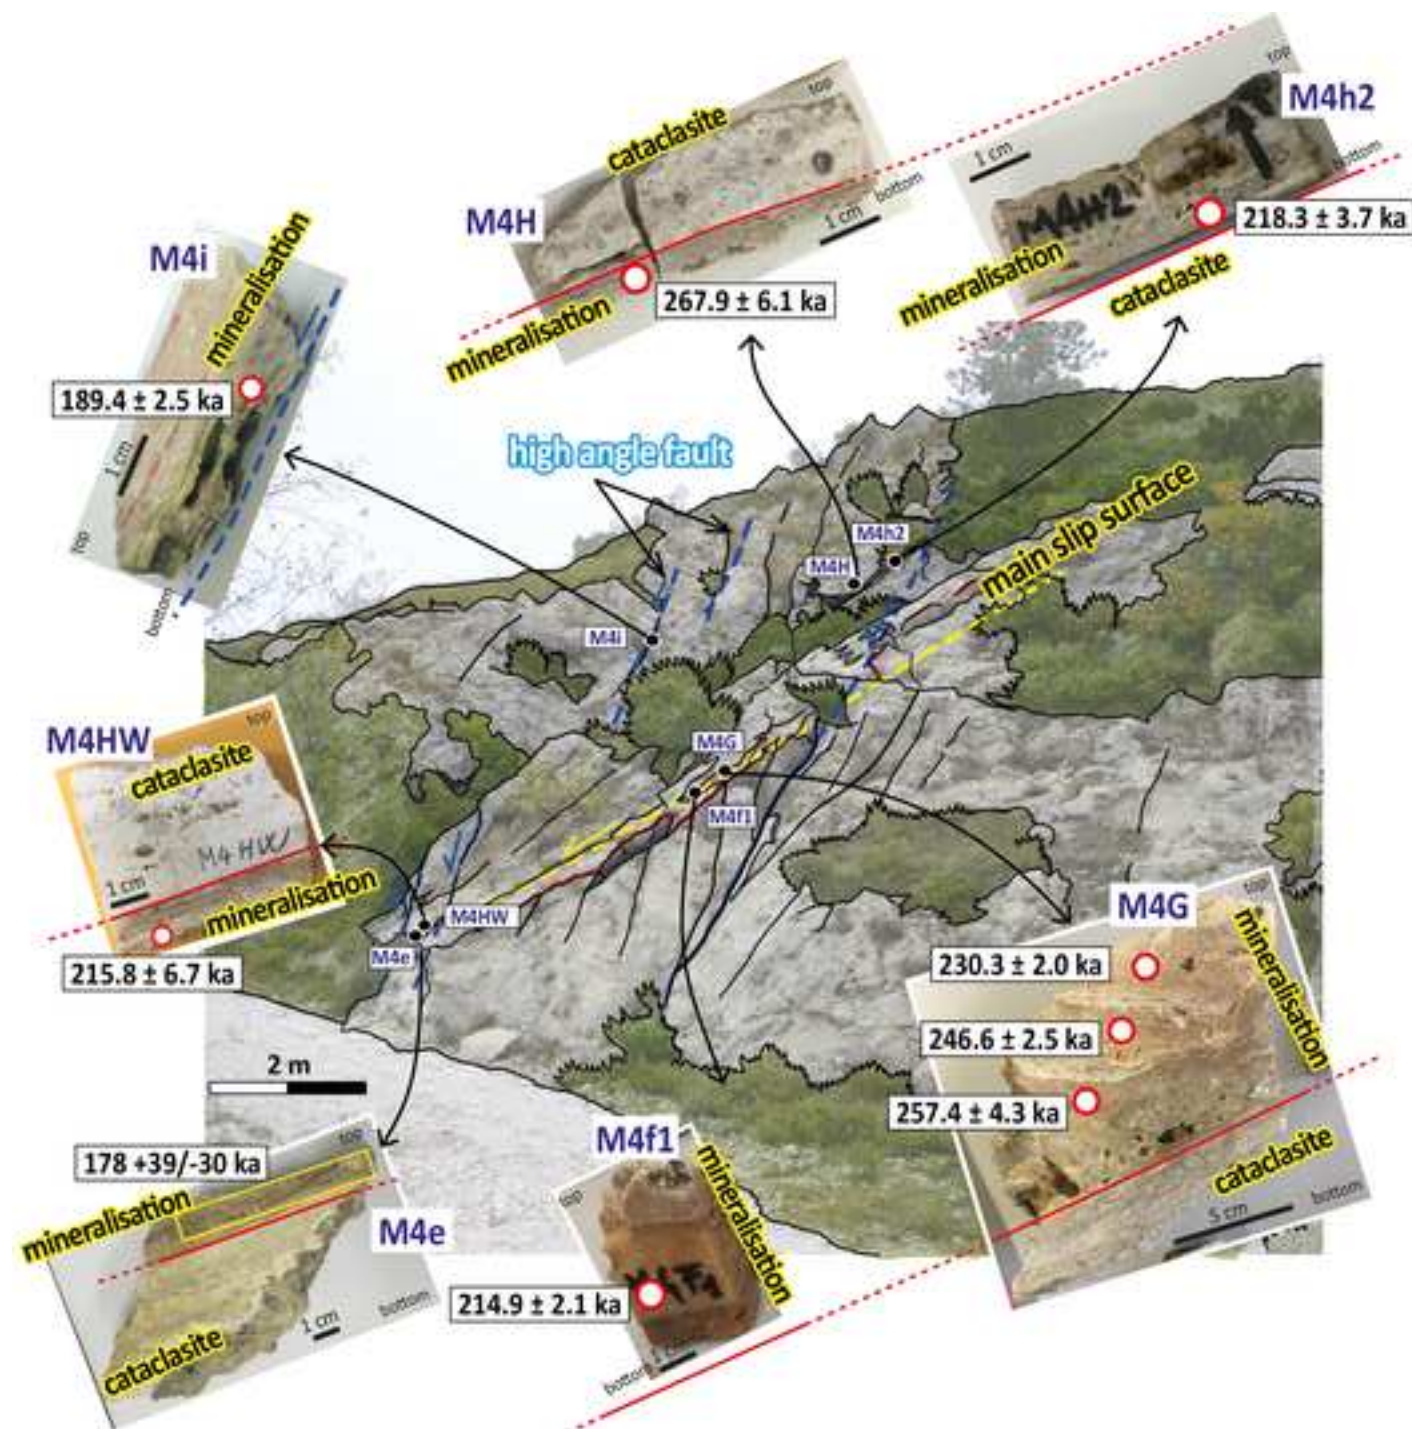 top
cataclasite
M4H
bottom
1 cm
mineralisation
267.9 ± 6.1 ka
top
M4h2
1 cm
M4H2
bottom
218.3 ± 3.7 ka
mineralisation
cataclasite
M4i
mineralisation
189.4 ± 2.5 ka
1 cm
top
bottom
high angle fault
main slip surface
M4h2
M4H
M4i
M4G
M4f1
M4HW
M4e
M4HW
top
cataclasite
M4 HW
1 cm
mineralisation
215.8 ± 6.7 ka
2 m
178 +39/-30 ka
top
mineralisation
M4e
1 cm
bottom
cataclasite
M4f1
top
mineralisation
214.9 ± 2.1 ka
bottom
M4G
top
mineralisation
230.3 ± 2.0 ka
246.6 ± 2.5 ka
257.4 ± 4.3 ka
cataclasite
5 cm
bottom